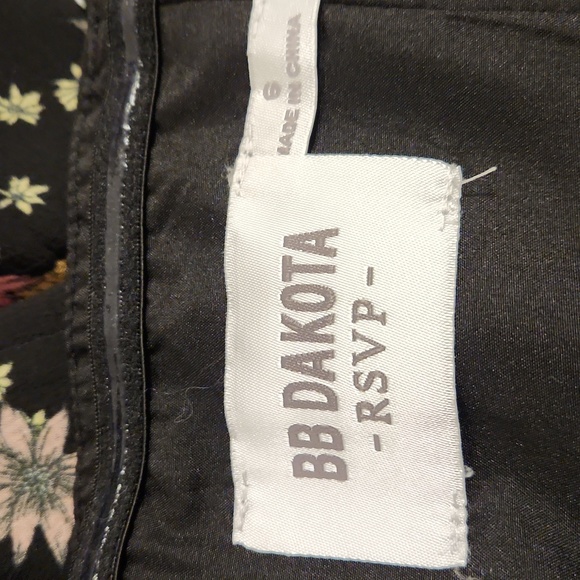 6
MADE IN CHINA
BB DAKOTA
-RSVP-